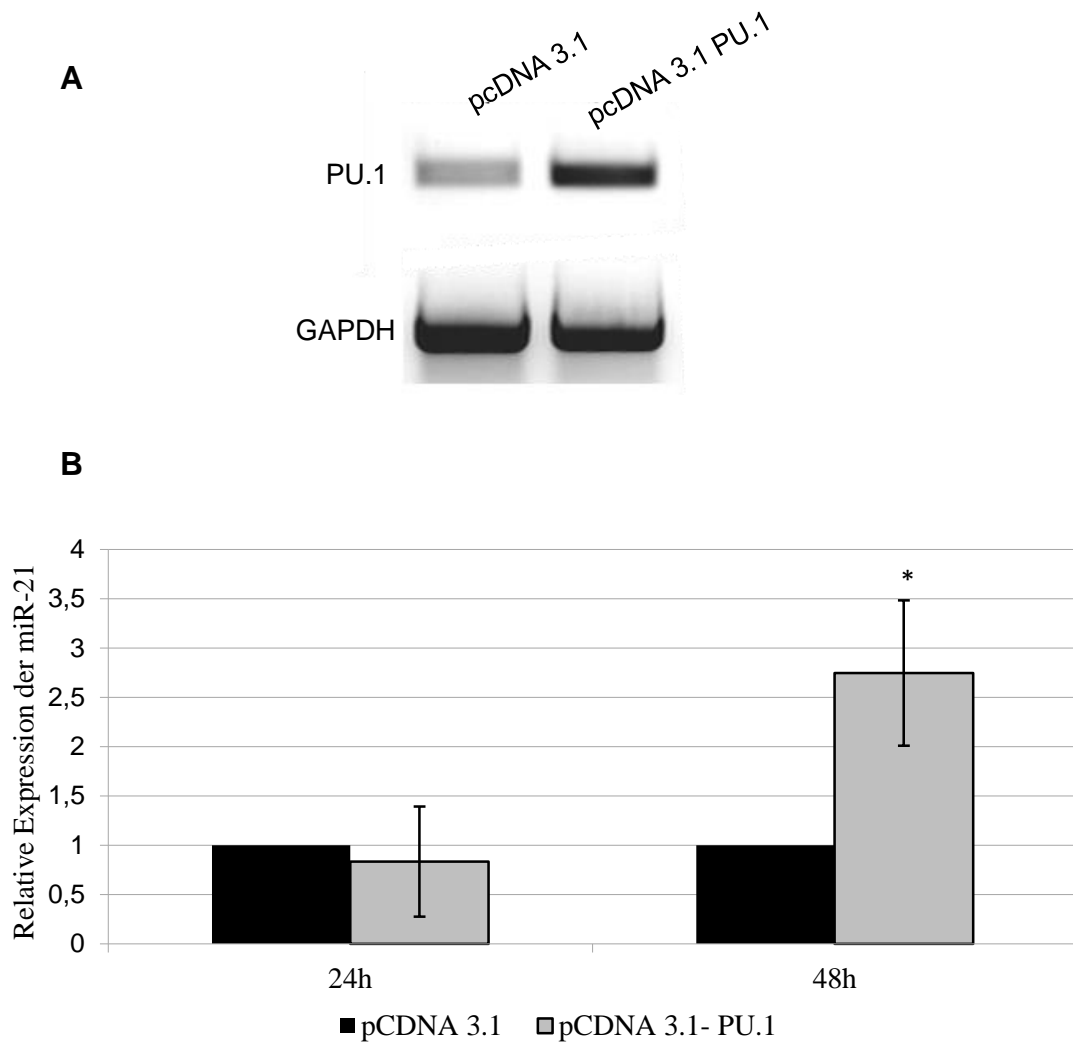 A
pcDNA 3.1
pcDNA 3.1 PU.1
PU.1
GAPDH
B
Relative Expression der miR-21
4
3,5
3
2,5
2
1,5
1
0,5
0
*
24h
48h
pCDNA 3.1
pCDNA 3.1- PU.1